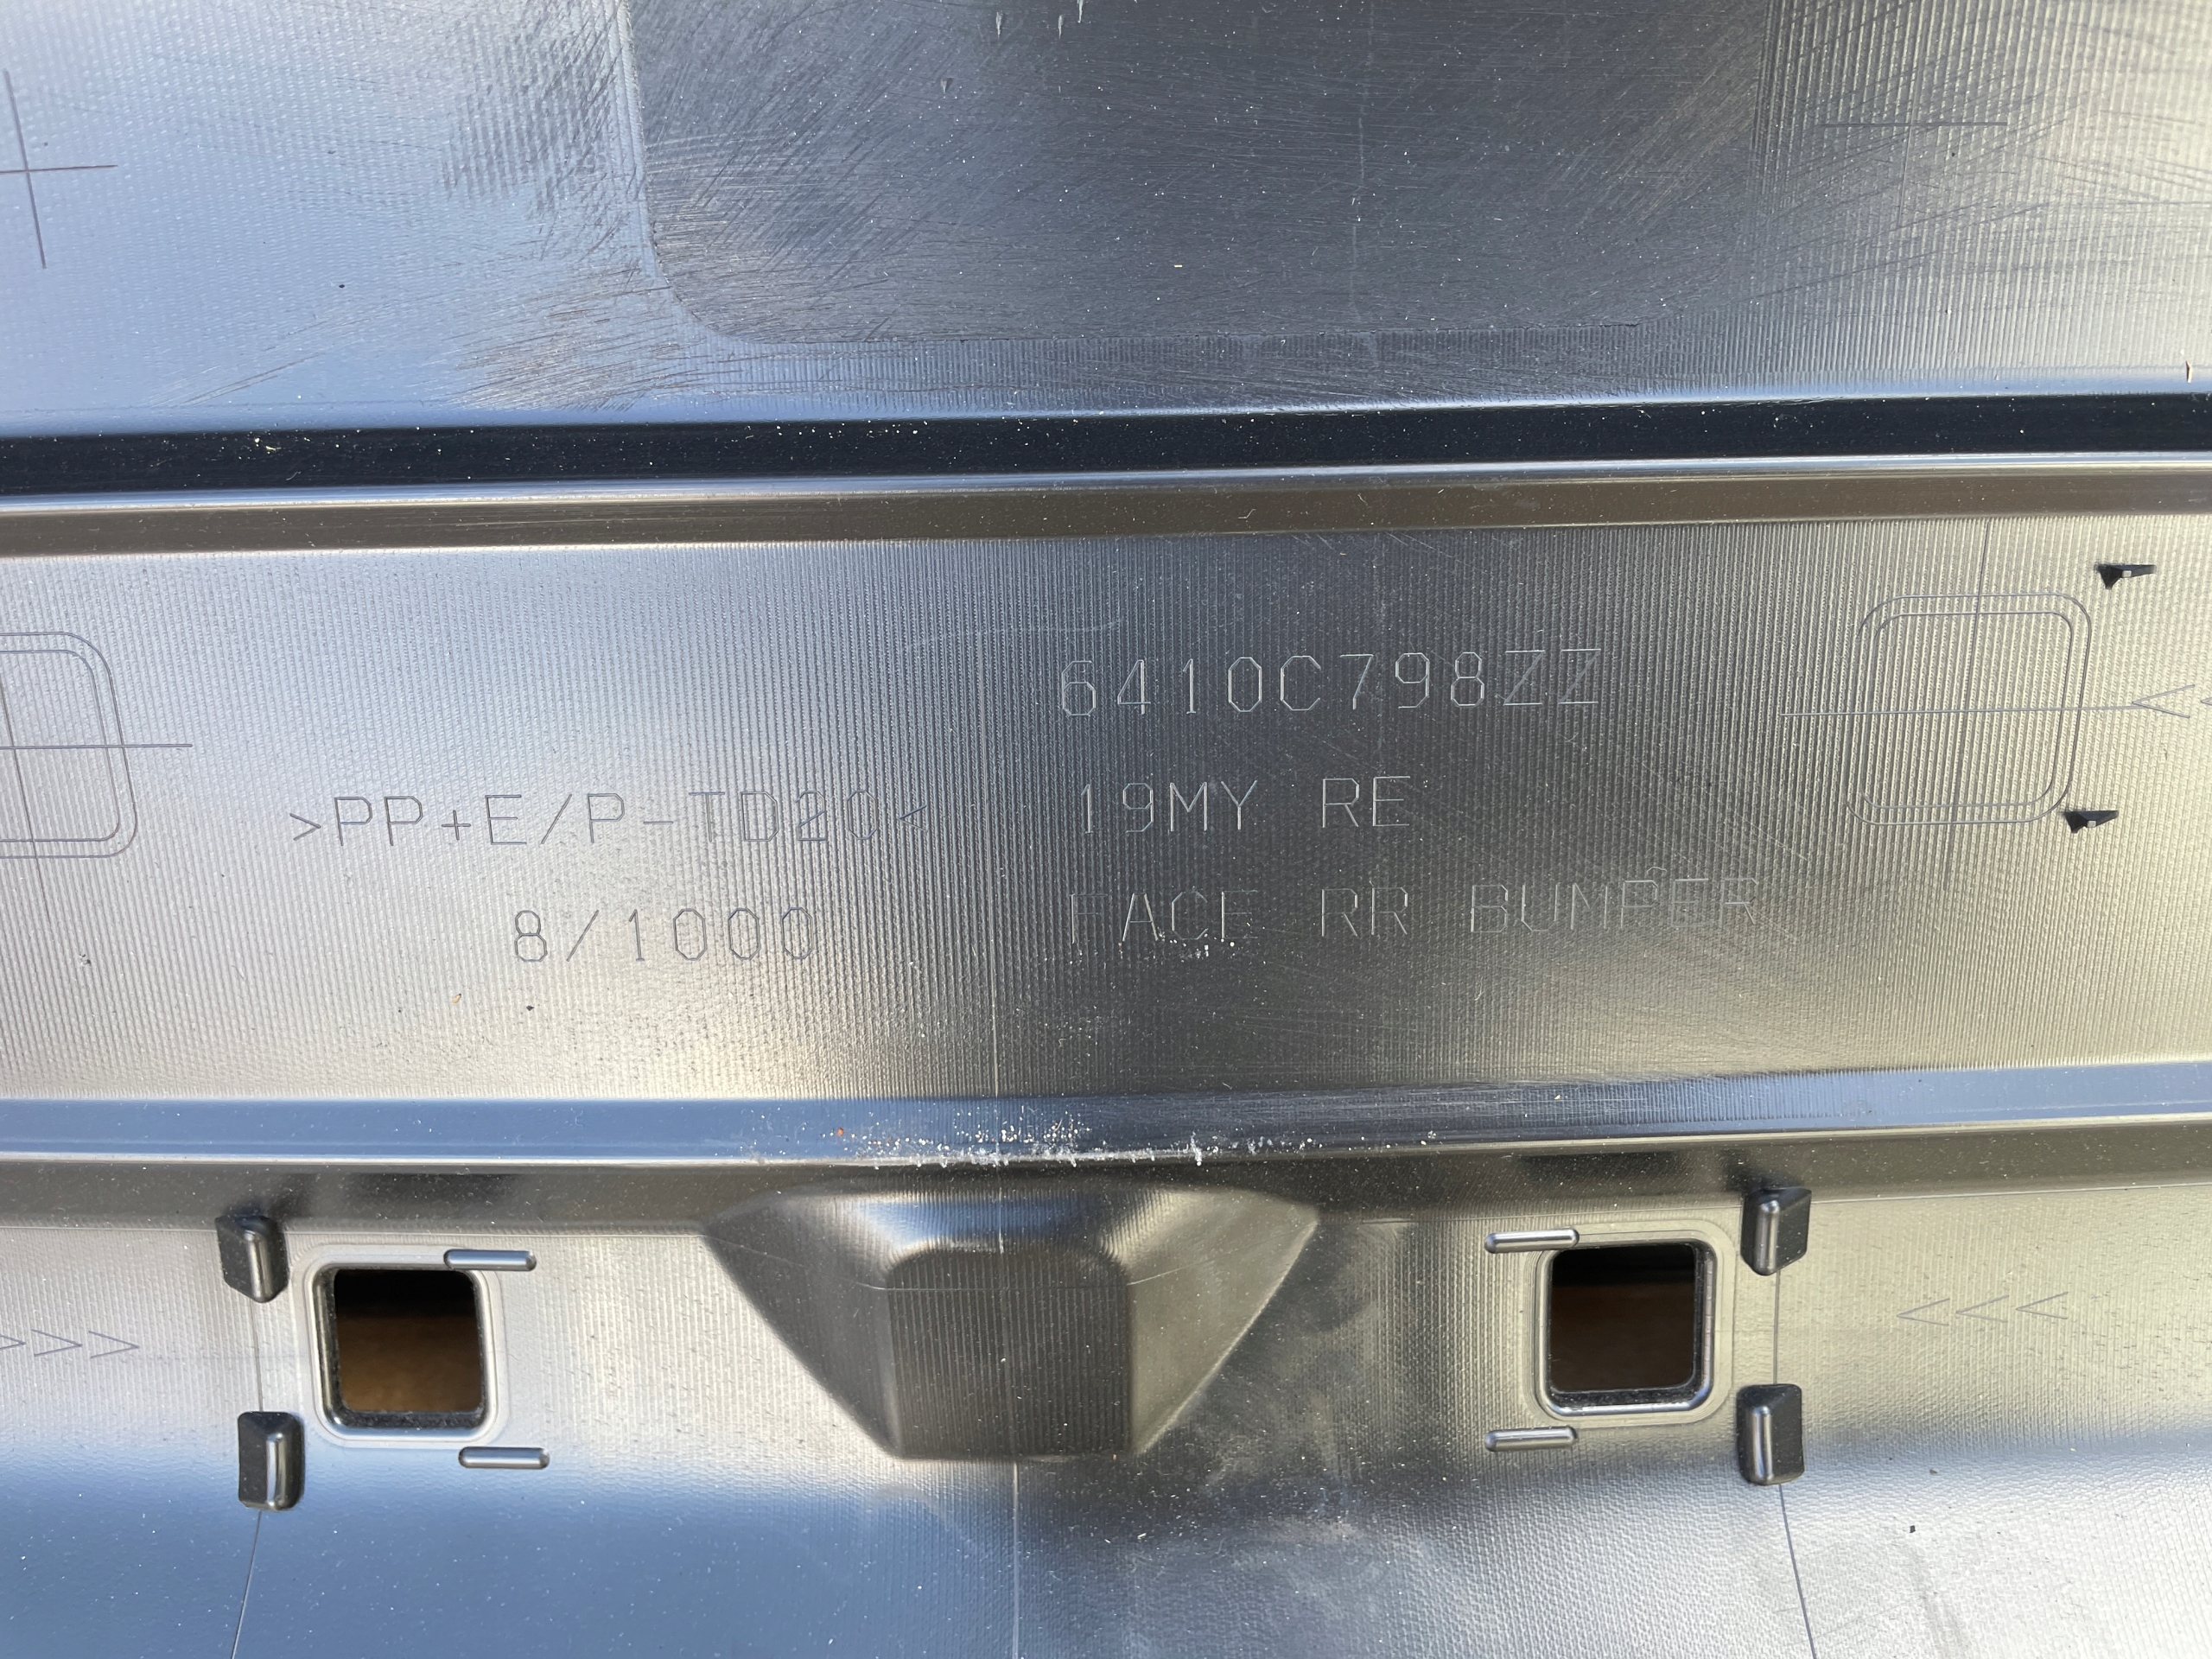 6410C798ZZ
>PP+E/P-TD20< 19MY RE
8/1000 FACE RR BUMPER
>>>
<<<